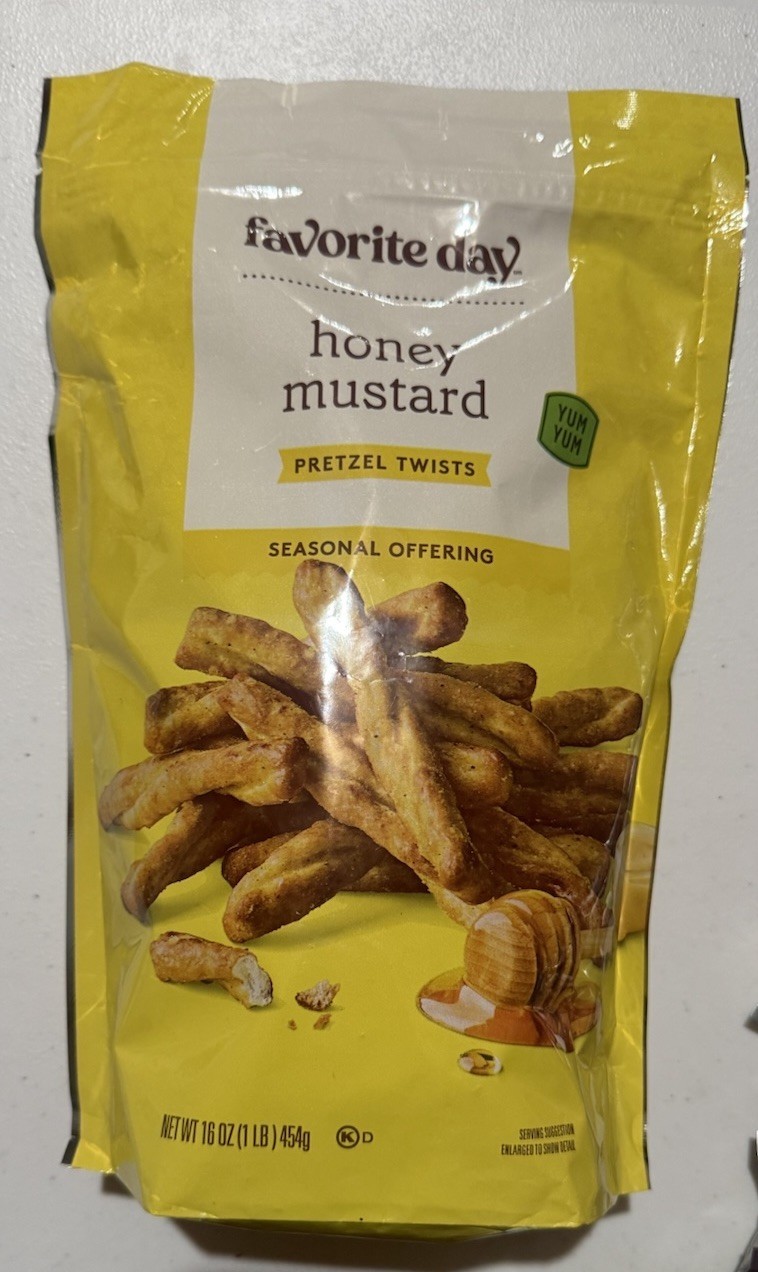 favorite day™
honey
mustard
YUM
YUM
PRETZEL TWISTS
SEASONAL OFFERING
NET WT 16 OZ (1 LB) 454g
K D
SERVING SUGGESTION
ENLARGED TO SHOW DETAIL